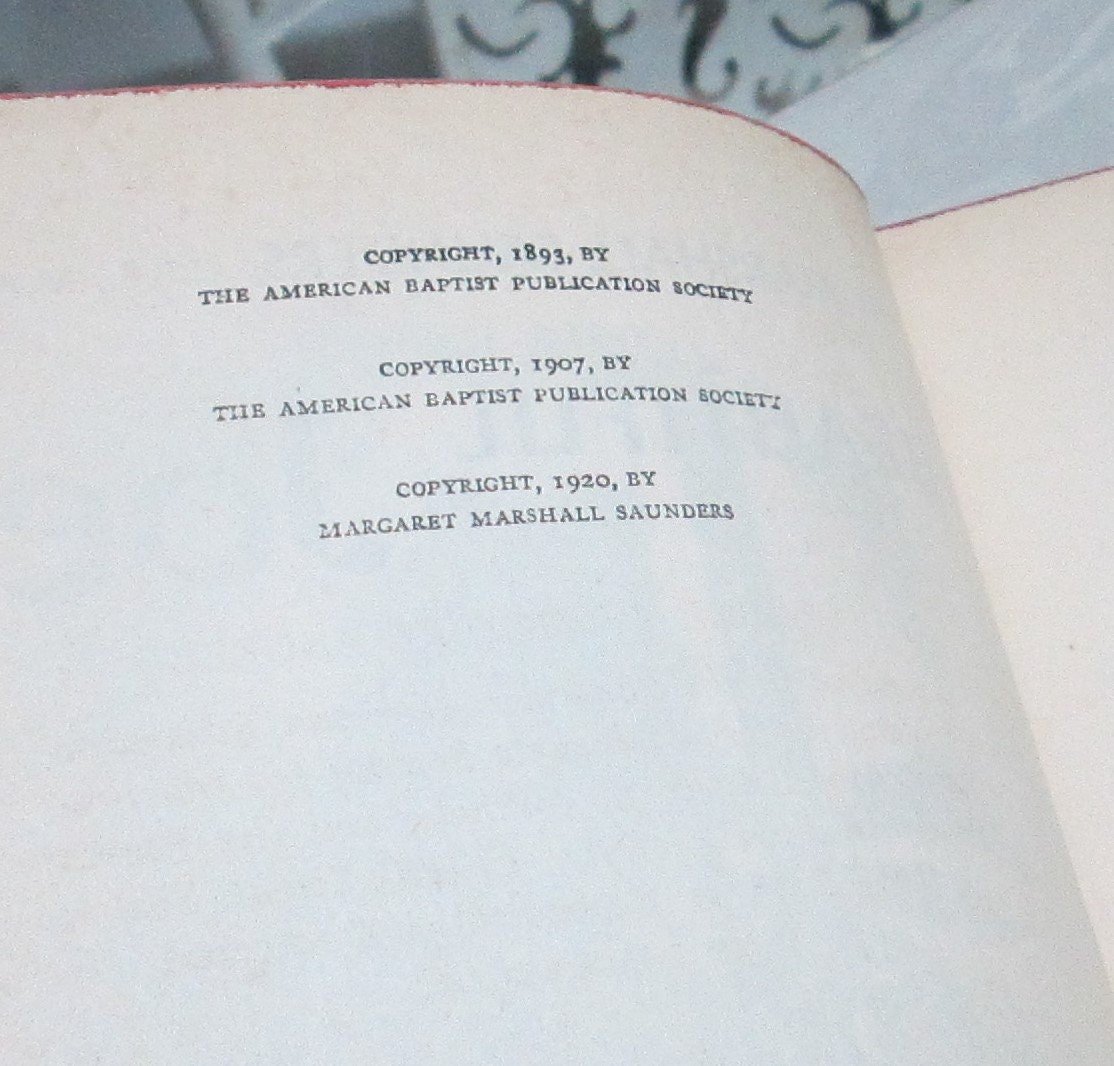 COPYRIGHT, 1893, BY
THE AMERICAN BAPTIST PUBLICATION SOCIETY
COPYRIGHT, 1907, BY
THE AMERICAN BAPTIST PUBLICATION SOCIETY
COPYRIGHT, 1920, BY
MARGARET MARSHALL SAUNDERS